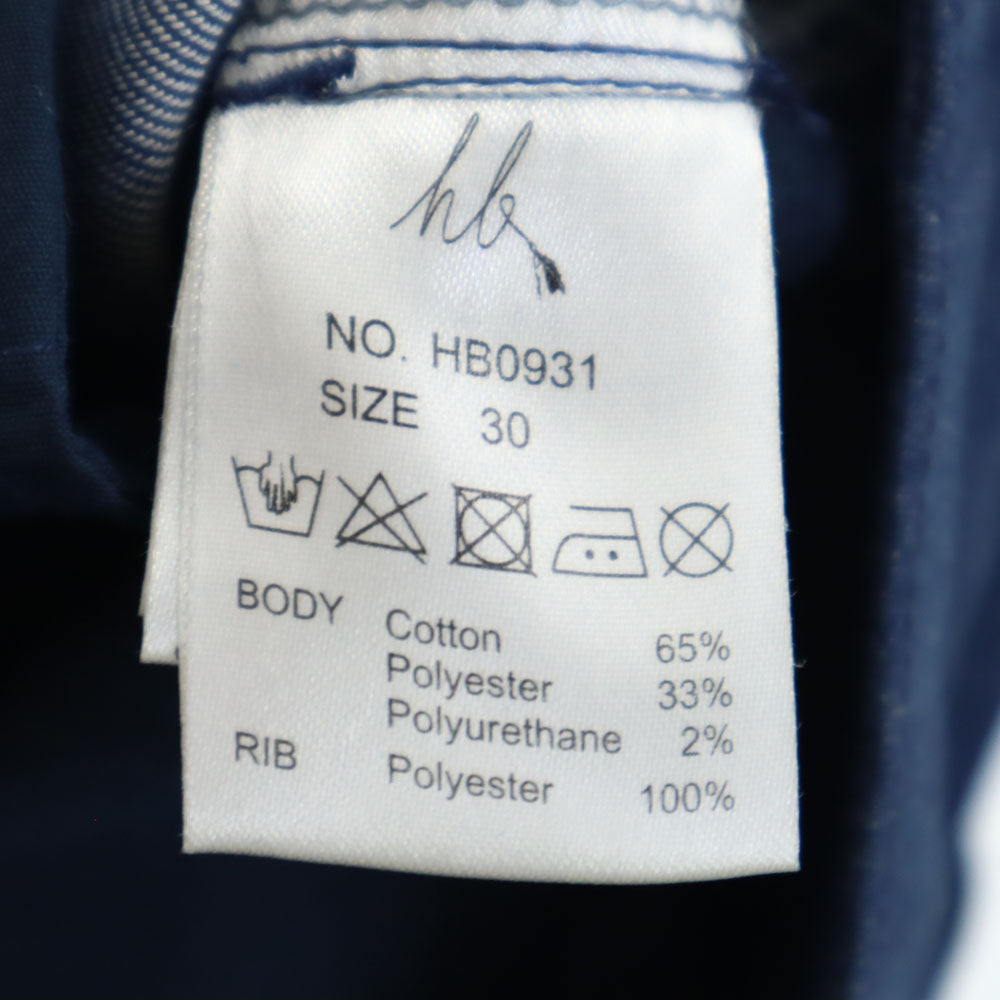 hb
NO. HB0931
SIZE 30
BODY Cotton 65%
Polyester 33%
Polyurethane 2%
RIB Polyester 100%